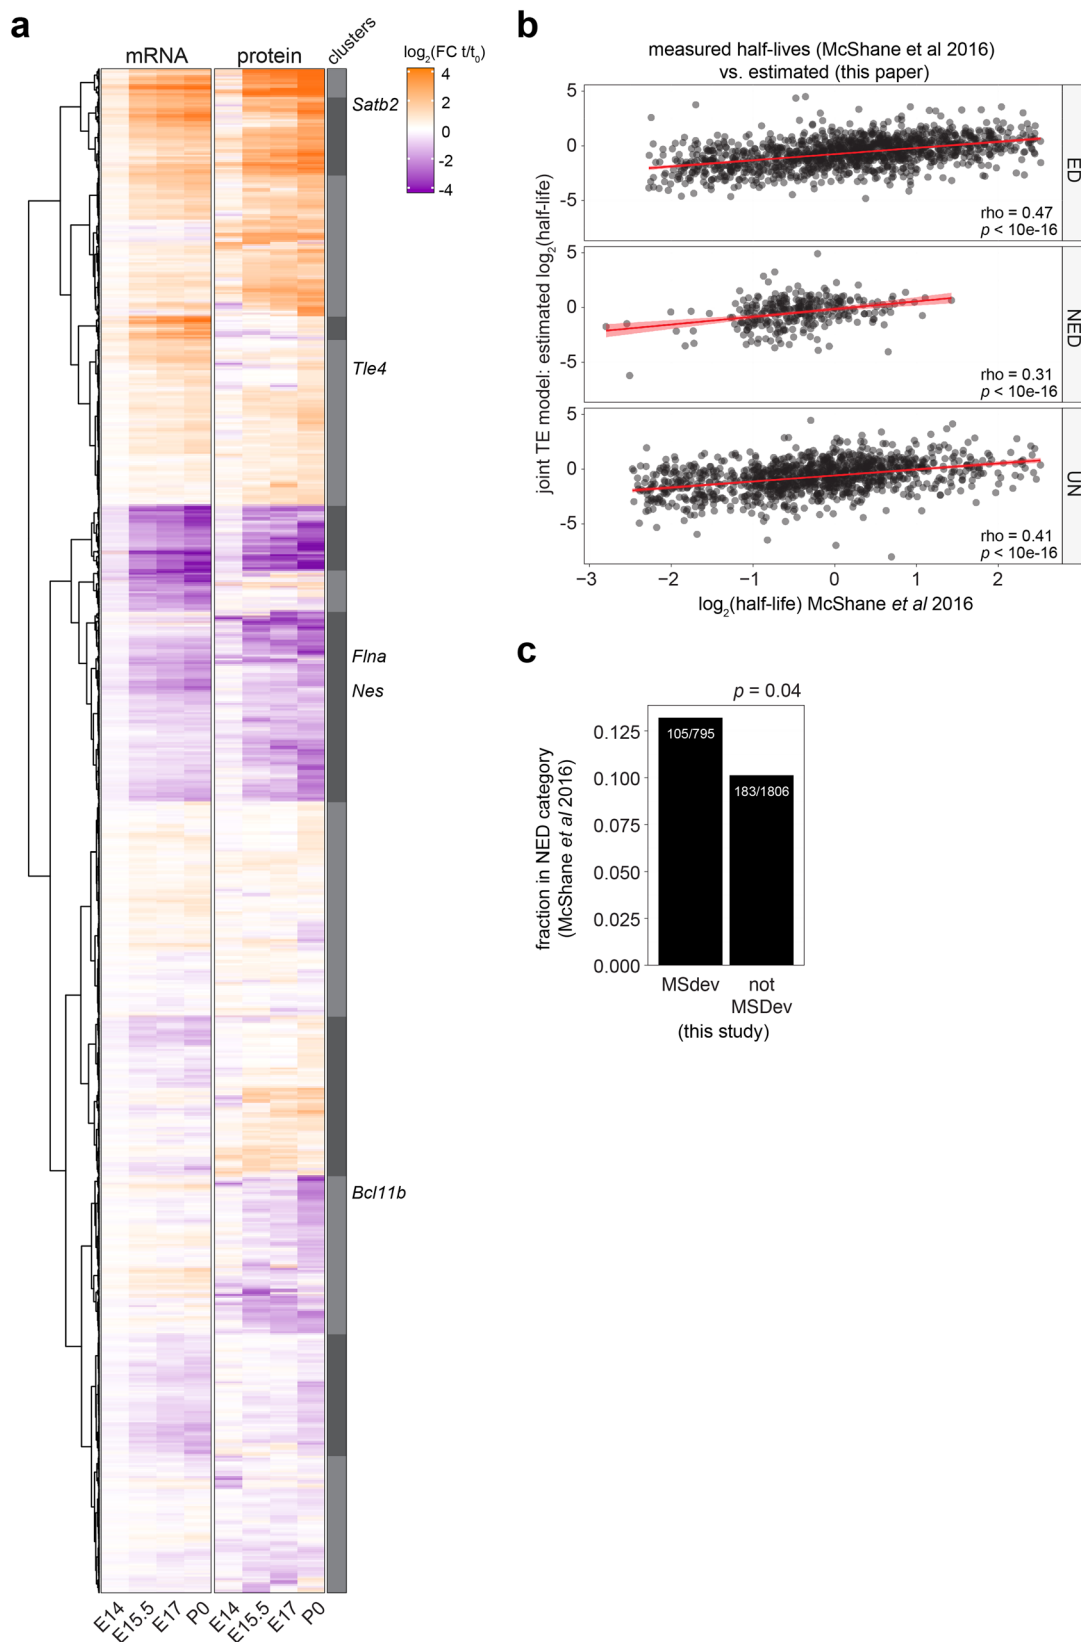 a
mRNA
protein
log2(FC t/t0)
clusters
4
2
0
-2
-4
Satb2
Tle4
Flna
Nes
Bcl11b
E14
E15.5
E17
P0
E14
E15.5
E17
P0
b
measured half-lives (McShane et al 2016)
vs. estimated (this paper)
joint TE model: estimated log2(half-life)
5
0
-5
rho = 0.47
p < 10e-16
ED
5
0
-5
rho = 0.31
p < 10e-16
NED
5
0
-5
rho = 0.41
p < 10e-16
UN
−3
−2
−1
0
1
2
log2(half-life) McShane et al 2016
c
p = 0.04
fraction in NED category
(McShane et al 2016)
0.125
0.100
0.075
0.050
0.025
0.000
105/795
183/1806
MSdev
not
MSDev
(this study)